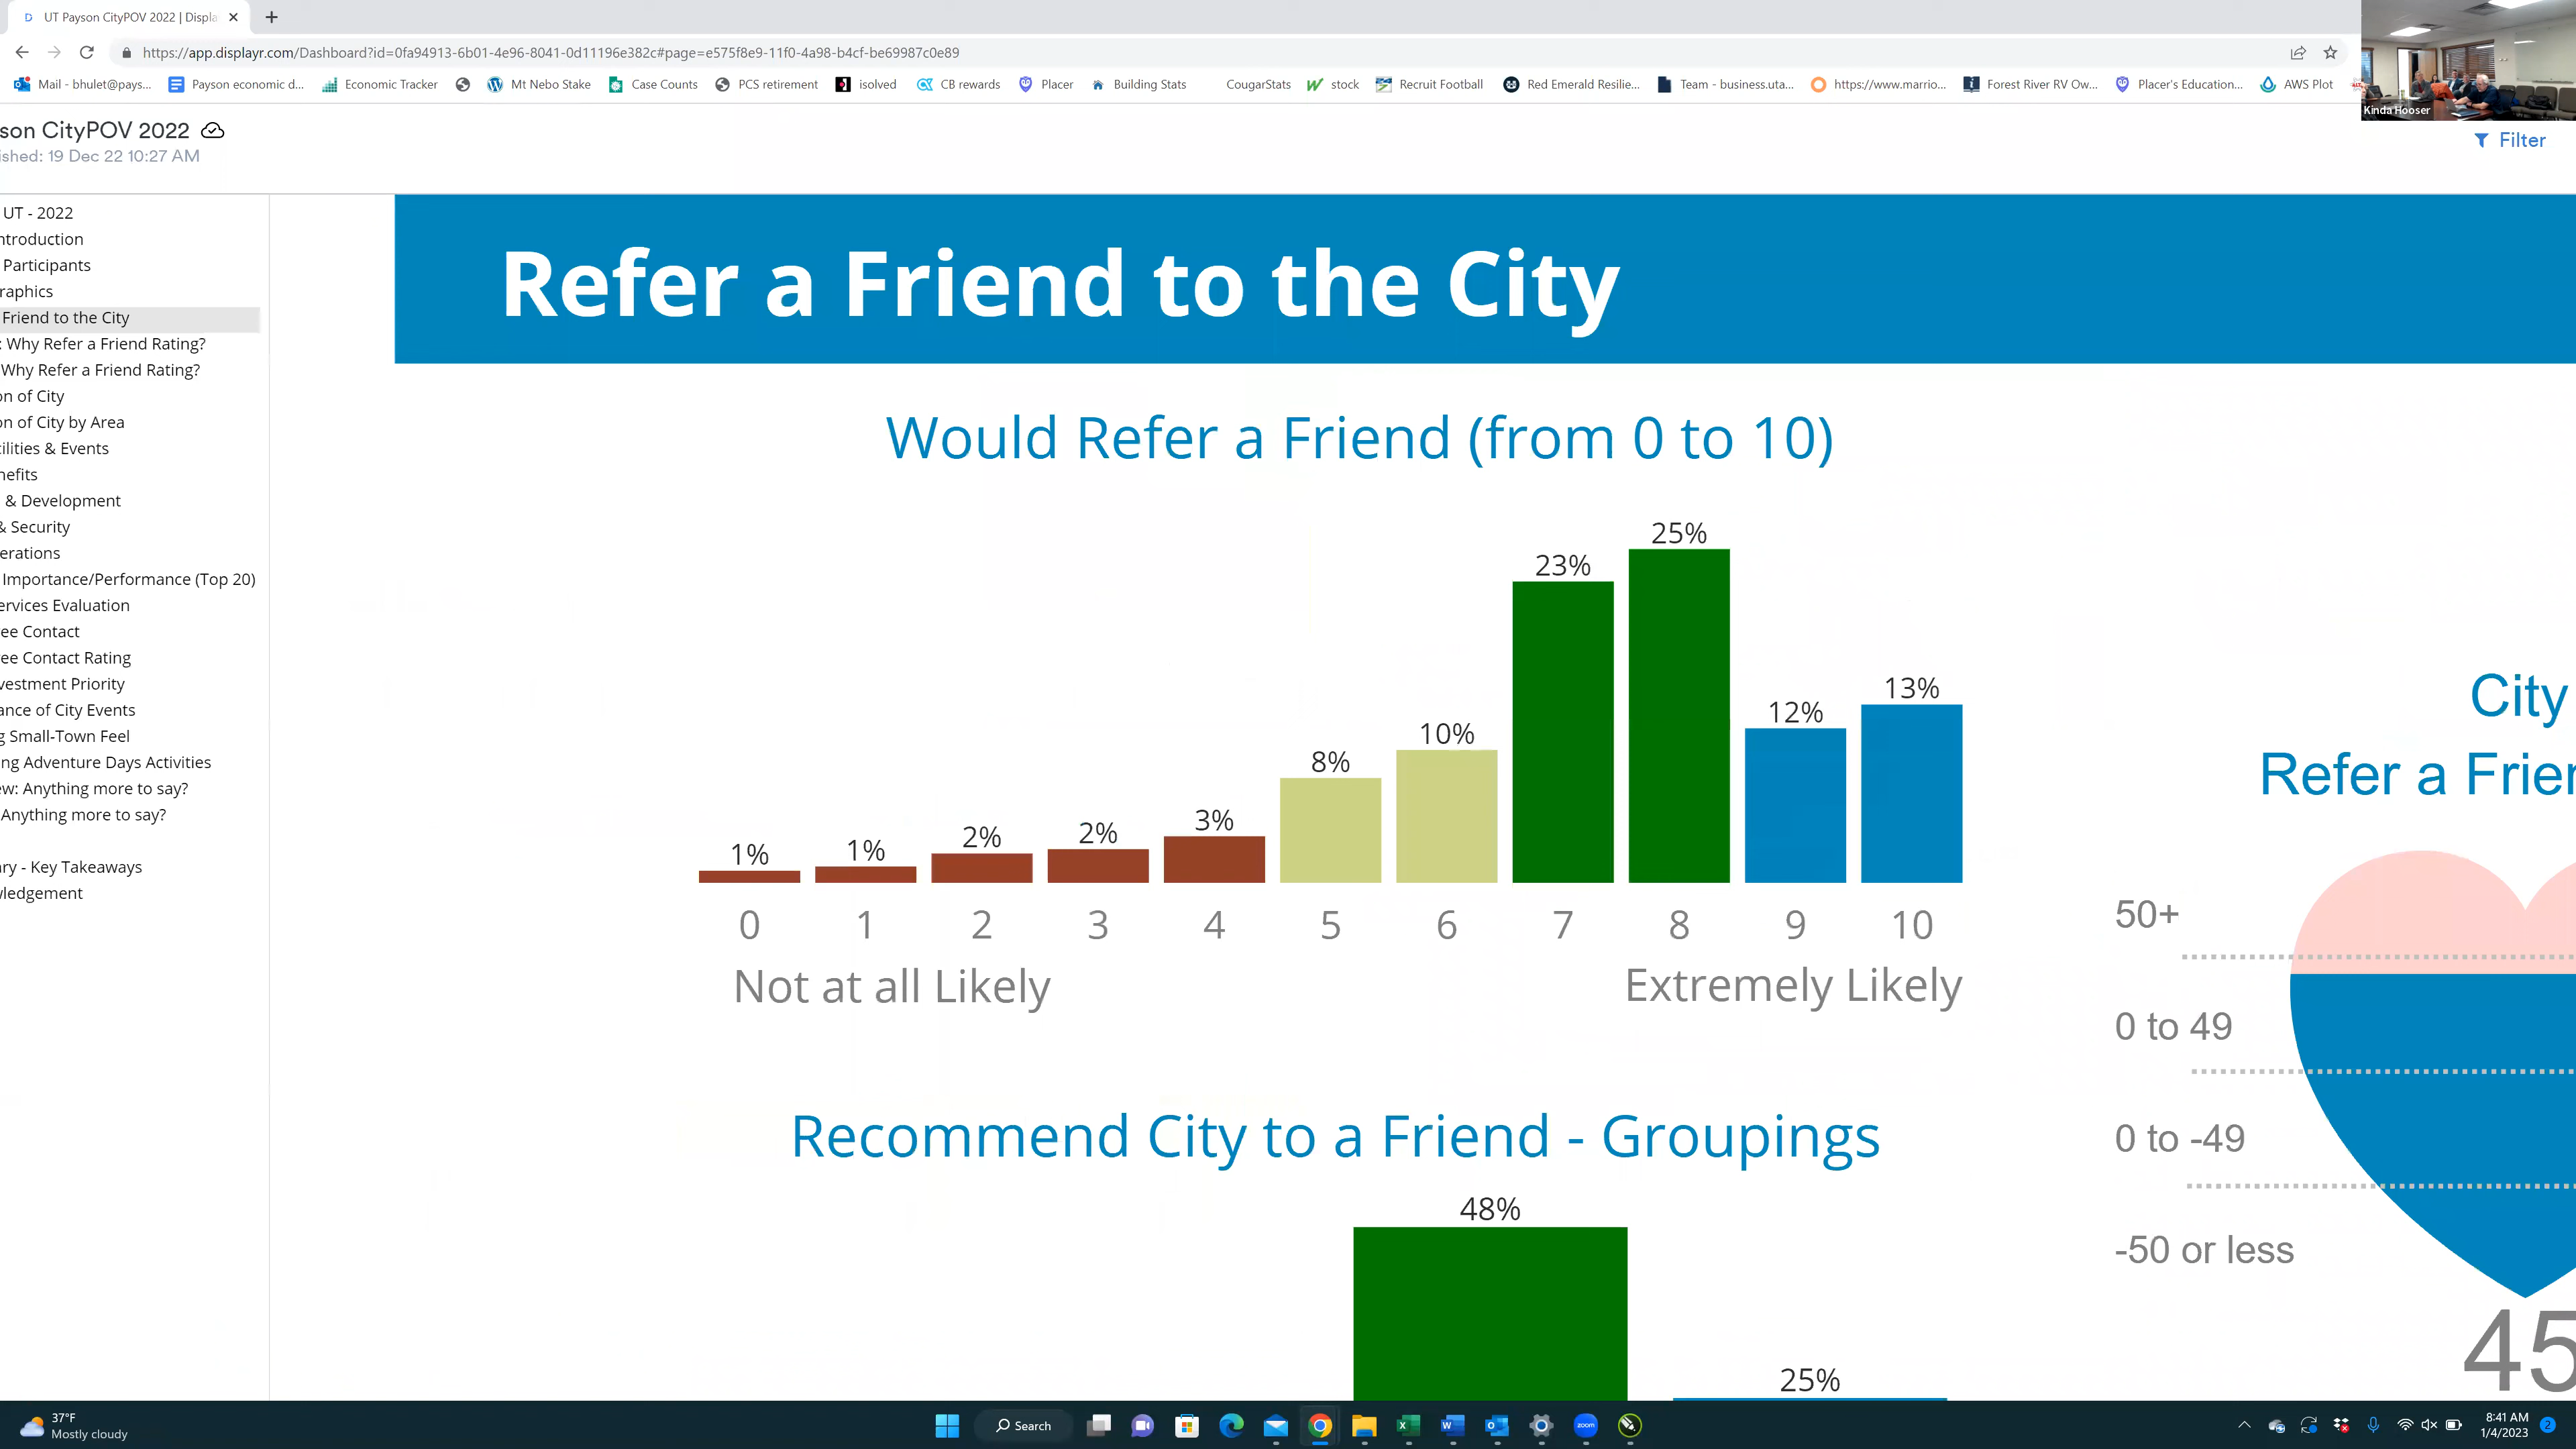 UT Payson CityPOV 2022 | Displa
https://app.displayr.com/Dashboard?id=0fa94913-6b01-4e96-8041-0d11196e382c#page=e575f8e9-11f0-4a98-b4cf-be69987c0e89
Mail - bhulet@pays... Payson economic d... Economic Tracker Mt Nebo Stake Case Counts PCS retirement isolved CB rewards Placer Building Stats CougarStats stock Recruit Football Red Emerald Resilie... Team - business.uta... https://www.marrio... Forest River RV Ow... Placer's Education... AWS Plot
Kinda Hooser
son CityPOV 2022
ished: 19 Dec 22 10:27 AM
Filter
UT - 2022
ntroduction
Participants
raphics
Friend to the City
: Why Refer a Friend Rating?
Why Refer a Friend Rating?
on of City
on of City by Area
cilities & Events
nefits
& Development
& Security
erations
Importance/Performance (Top 20)
ervices Evaluation
ee Contact
ee Contact Rating
vestment Priority
ance of City Events
g Small-Town Feel
ng Adventure Days Activities
ew: Anything more to say?
Anything more to say?
ary - Key Takeaways
wledgement
Refer a Friend to the City
Would Refer a Friend (from 0 to 10)
1% 1% 2% 2% 3% 8% 10% 23% 25% 12% 13%
0 1 2 3 4 5 6 7 8 9 10
Not at all Likely Extremely Likely
Recommend City to a Friend - Groupings
48%
25%
City
Refer a Frien
50+
0 to 49
0 to -49
-50 or less
45
37°F
Mostly cloudy
Search
zoom
8:41 AM
1/4/2023
2